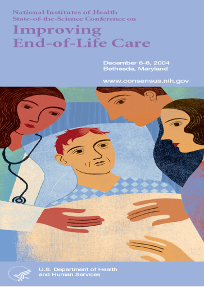 National Institutes of Health
State-of-the-Science Conference on
Improving
End-of-Life Care
December 6-8, 2004
Bethesda, Maryland
www.consensus.nih.gov
U.S. Department of Health
and Human Services